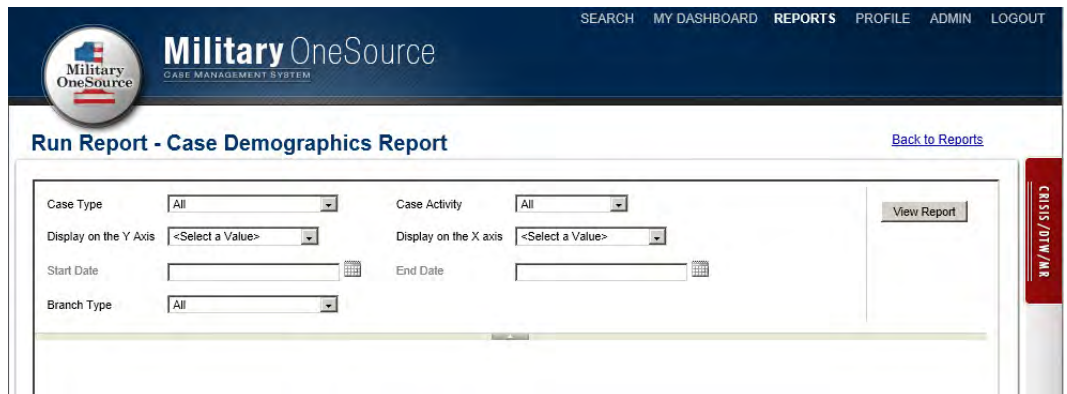 SEARCH MY DASHBOARD REPORTS PROFILE ADMIN LOGOUT
Military OneSource
Military OneSource
CASE MANAGEMENT SYSTEM
Run Report - Case Demographics Report
Back to Reports
Case Type All Case Activity All View Report
Display on the Y Axis <Select a Value> Display on the X axis <Select a Value>
Start Date End Date
Branch Type All
CRISIS/DTW/MR